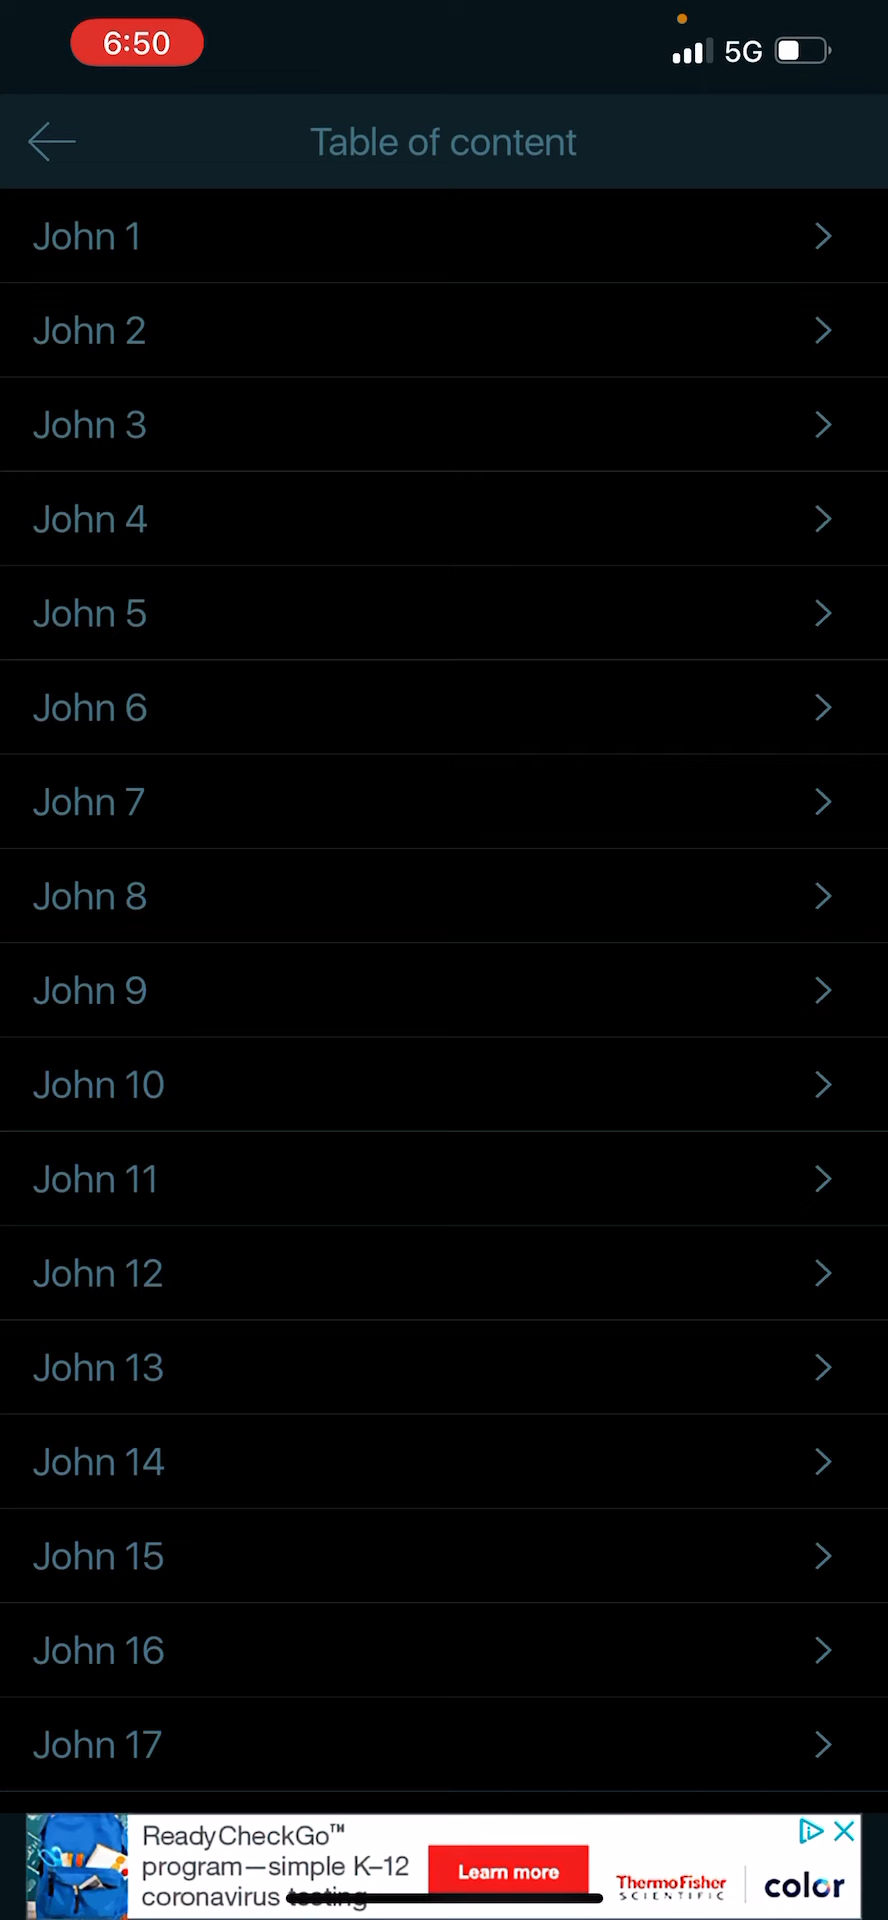 6:50
5G
Table of content
John 1
John 2
John 3
John 4
John 5
John 6
John 7
John 8
John 9
John 10
John 11
John 12
John 13
John 14
John 15
John 16
John 17
ReadyCheckGo™
program—simple K-12
coronavirus testing
Learn more
ThermoFisher
SCIENTIFIC
color